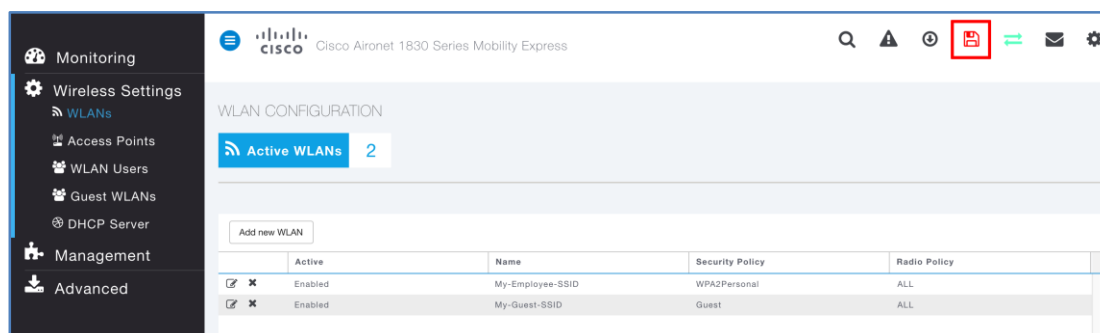 Monitoring
Wireless Settings
WLANs
Access Points
WLAN Users
Guest WLANs
DHCP Server
Management
Advanced
CISCO Cisco Aironet 1830 Series Mobility Express
WLAN CONFIGURATION
Active WLANs 2
Add new WLAN
Active Name Security Policy Radio Policy
Enabled My-Employee-SSID WPA2Personal ALL
Enabled My-Guest-SSID Guest ALL